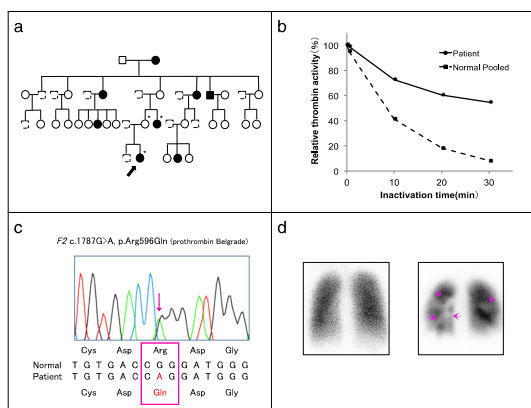 a
b
Relative thrombin activity(%)
100
80
60
40
20
0
0
10
20
30
Inactivation time(min)
Patient
Normal Pooled
c
F2 c.1787G>A, p.Arg596Gln (prothrombin Belgrade)
Cys Asp Arg Asp Gly
Normal T G T G A C C G G G A T G G G
Patient T G T G A C C A G G A T G G G
Cys Asp Gln Asp Gly
d